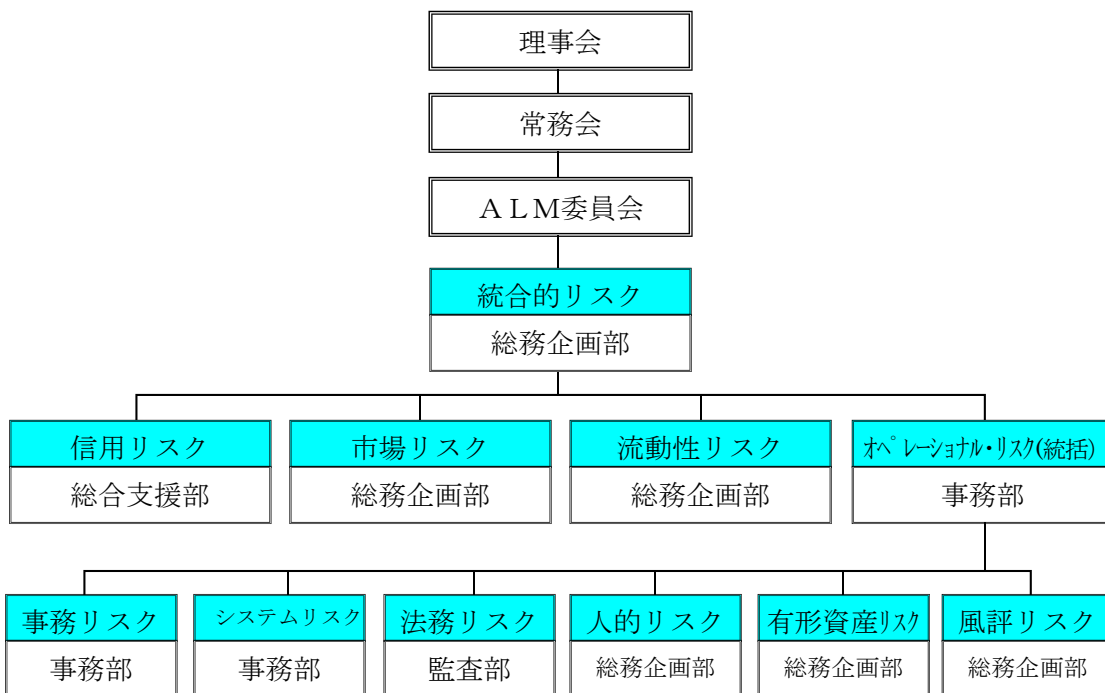 理事会
常務会
ＡＬＭ委員会
統合的リスク
総務企画部
信用リスク
総合支援部
市場リスク
総務企画部
流動性リスク
総務企画部
ｵﾍﾟﾚｰｼｮﾅﾙ・ﾘｽｸ(統括)
事務部
事務リスク
事務部
システムリスク
事務部
法務リスク
監査部
人的リスク
総務企画部
有形資産ﾘｽｸ
総務企画部
風評リスク
総務企画部